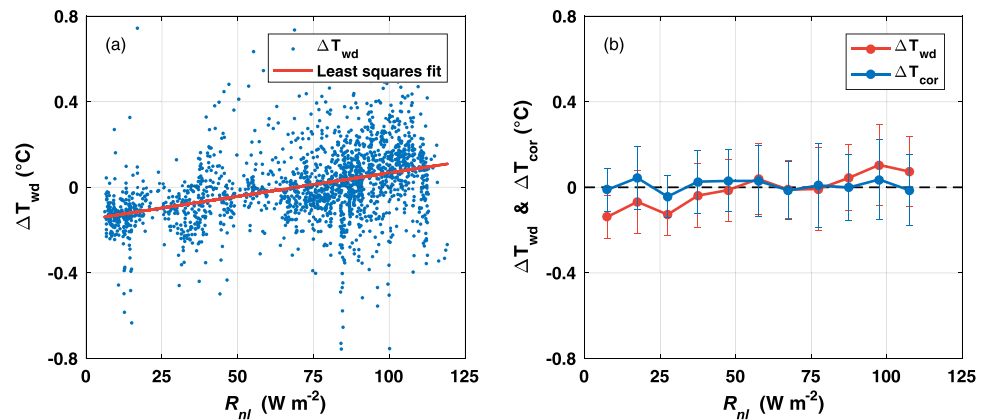 (a)
ΔT_wd
Least squares fit
0.8
0.4
0
-0.4
-0.8
ΔT_wd (°C)
0 25 50 75 100 125
R_nl (W m⁻²)
(b)
ΔT_wd
ΔT_cor
0.8
0.4
0
-0.4
-0.8
ΔT_wd & ΔT_cor (°C)
0 25 50 75 100 125
R_nl (W m⁻²)